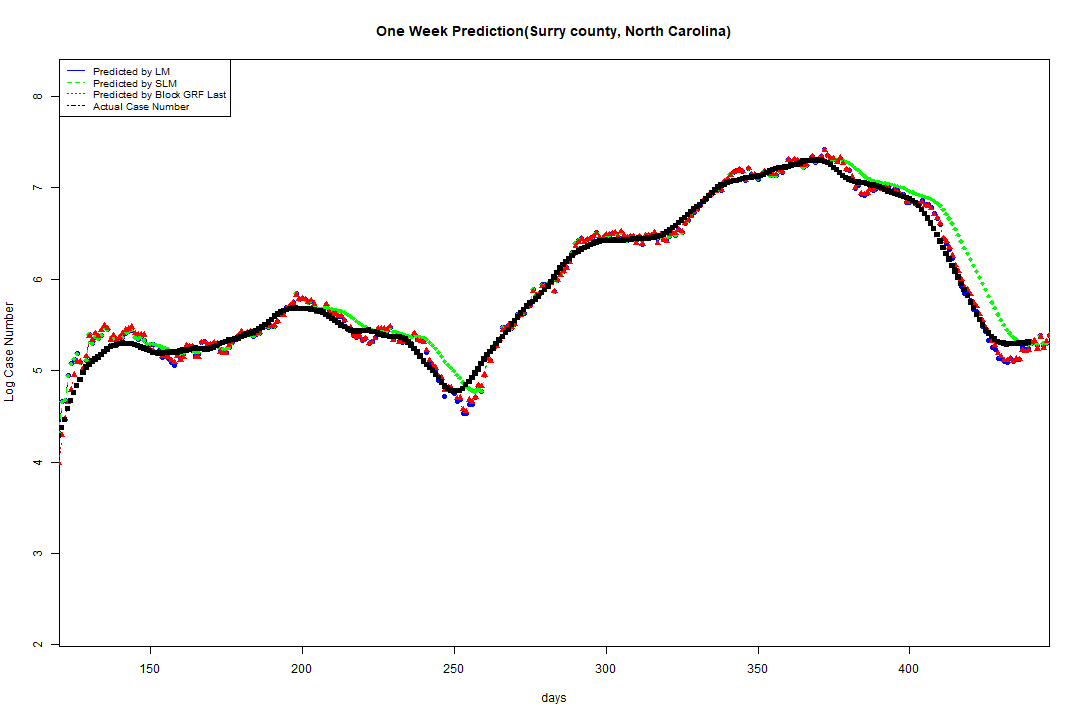 One Week Prediction(Surry county, North Carolina)
Predicted by LM
Predicted by SLM
Predicted by Block GRF Last
Actual Case Number
Log Case Number
8
7
6
5
4
3
2
150 200 250 300 350 400
days